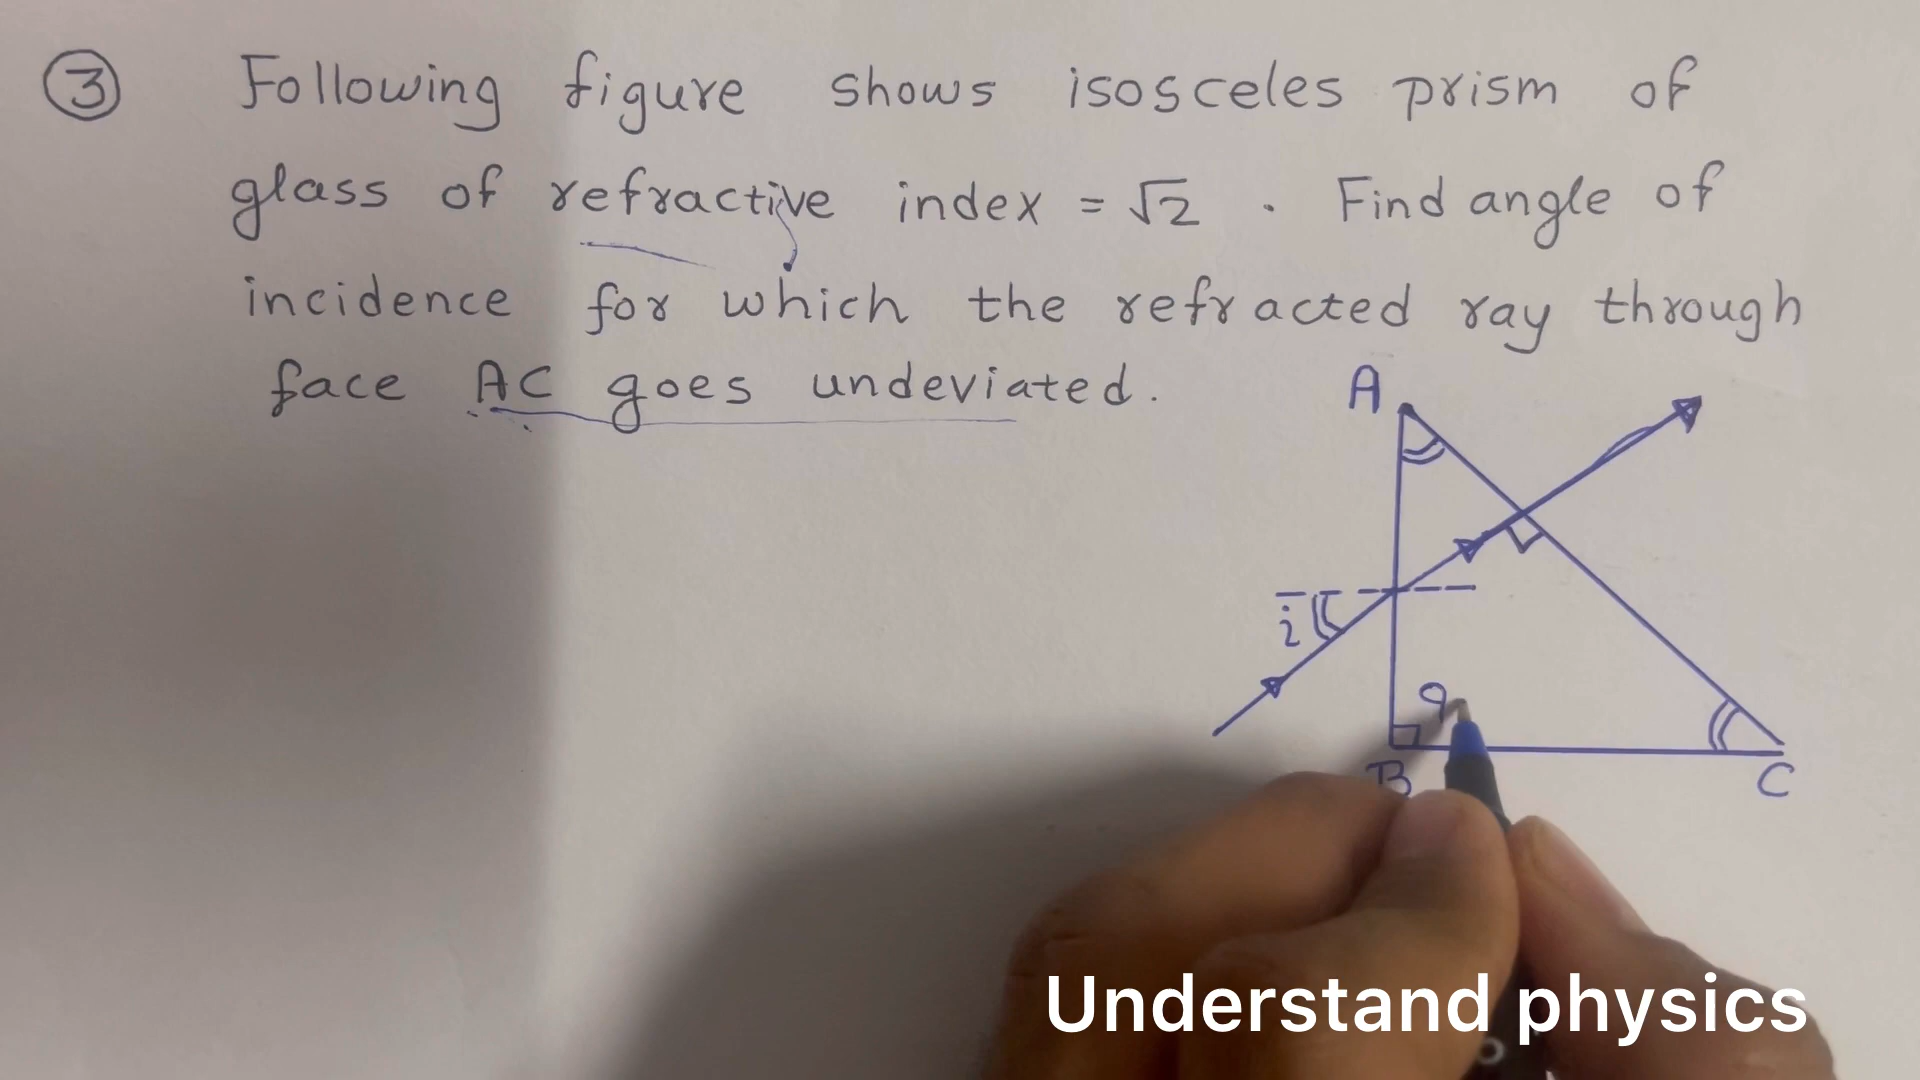 3 Following figure shows isosceles prism of
glass of refractive index = √2 . Find angle of
incidence for which the refracted ray through
face AC goes undeviated.
A
i
9
B C
Understand physics